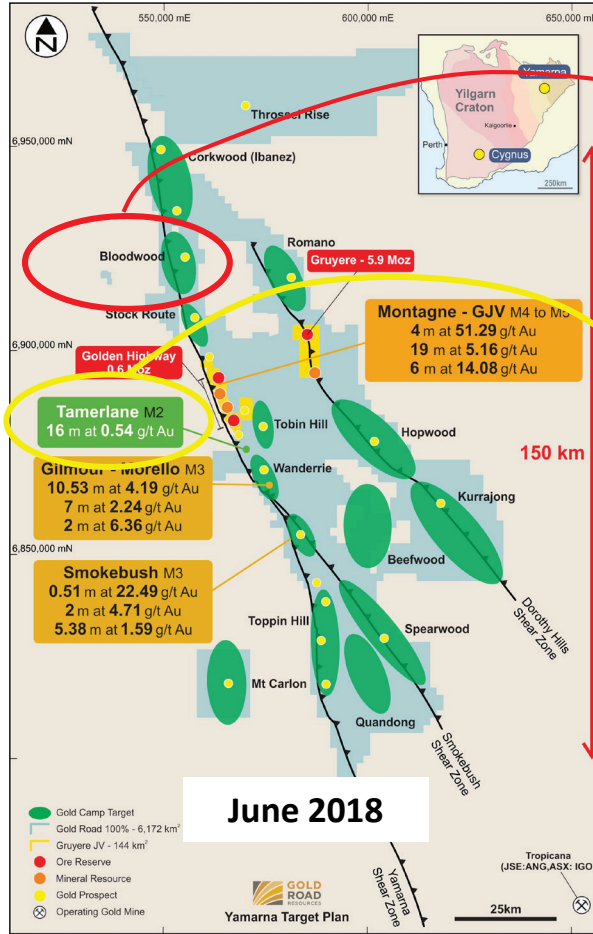 550,000 mE
600,000 mE
650,000 m
N
Yamarna
Yilgarn
Craton
Kalgoorlie
Perth
Cygnus
250km
Throssel Rise
6,950,000 mN
Corkwood (Ibanez)
Bloodwood
Romano
Gruyere - 5.9 Moz
Stock Route
Montagne - GJV M4 to M5
4 m at 51.29 g/t Au
19 m at 5.16 g/t Au
6 m at 14.08 g/t Au
6,900,000 mN
Golden Highway
0.6 Moz
Tamerlane M2
16 m at 0.54 g/t Au
Tobin Hill
Hopwood
150 km
Gilmour - Morello M3
10.53 m at 4.19 g/t Au
7 m at 2.24 g/t Au
2 m at 6.36 g/t Au
Wanderrie
Kurrajong
6,850,000 mN
Beefwood
Smokebush M3
0.51 m at 22.49 g/t Au
2 m at 4.71 g/t Au
5.38 m at 1.59 g/t Au
Dorothy Hills
Shear Zone
Toppin Hill
Spearwood
Mt Carlon
Quandong
Smokebush
Shear Zone
June 2018
Gold Camp Target
Gold Road 100% - 6,172 km²
Gruyere JV - 144 km²
Ore Reserve
Mineral Resource
Gold Prospect
Operating Gold Mine
GOLD
ROAD
RESOURCES
Yamarna Target Plan
Yamarna
Shear Zone
25km
Tropicana
(JSE:ANG,ASX: IGO